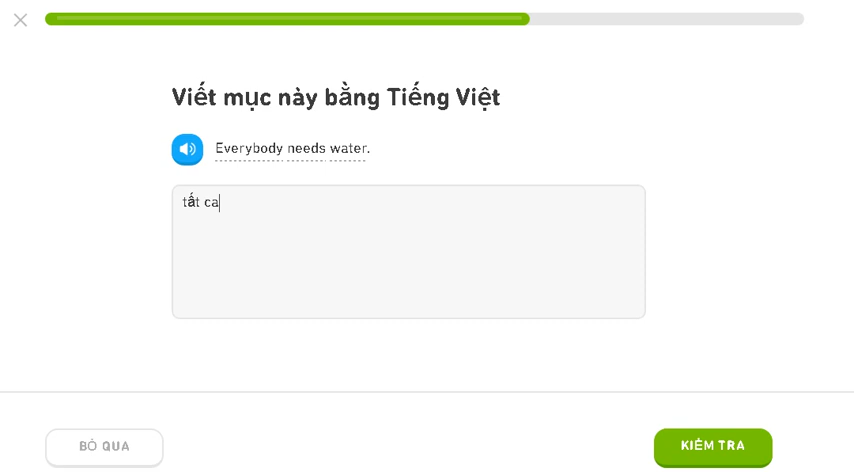 Viết mục này bằng Tiếng Việt
Everybody needs water.
tất ca
BỎ QUA
KIỂM TRA